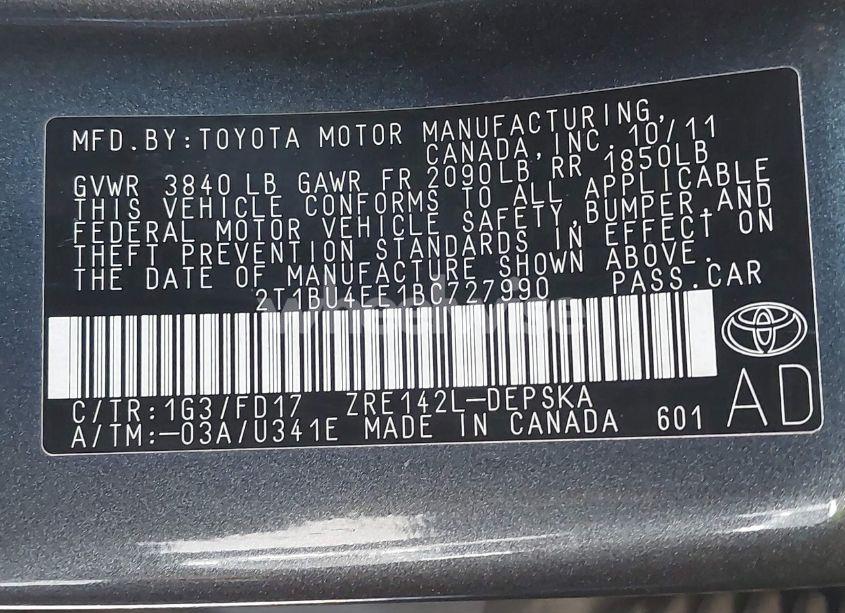 MFD.BY:TOYOTA MOTOR MANUFACTURING,
CANADA,INC. 10/11
GVWR 3840 LB GAWR FR 2090LB RR 1850LB
THIS VEHICLE CONFORMS TO ALL APPLICABLE
FEDERAL MOTOR VEHICLE SAFETY,BUMPER AND
THEFT PREVENTION STANDARDS IN EFFECT ON
THE DATE OF MANUFACTURE SHOWN ABOVE.
2T1BU4EE1BC727990 PASS.CAR
wheelwise
C/TR:1G3/FD17 ZRE142L-DEPSKA
A/TM:-03A/U341E MADE IN CANADA 601
AD